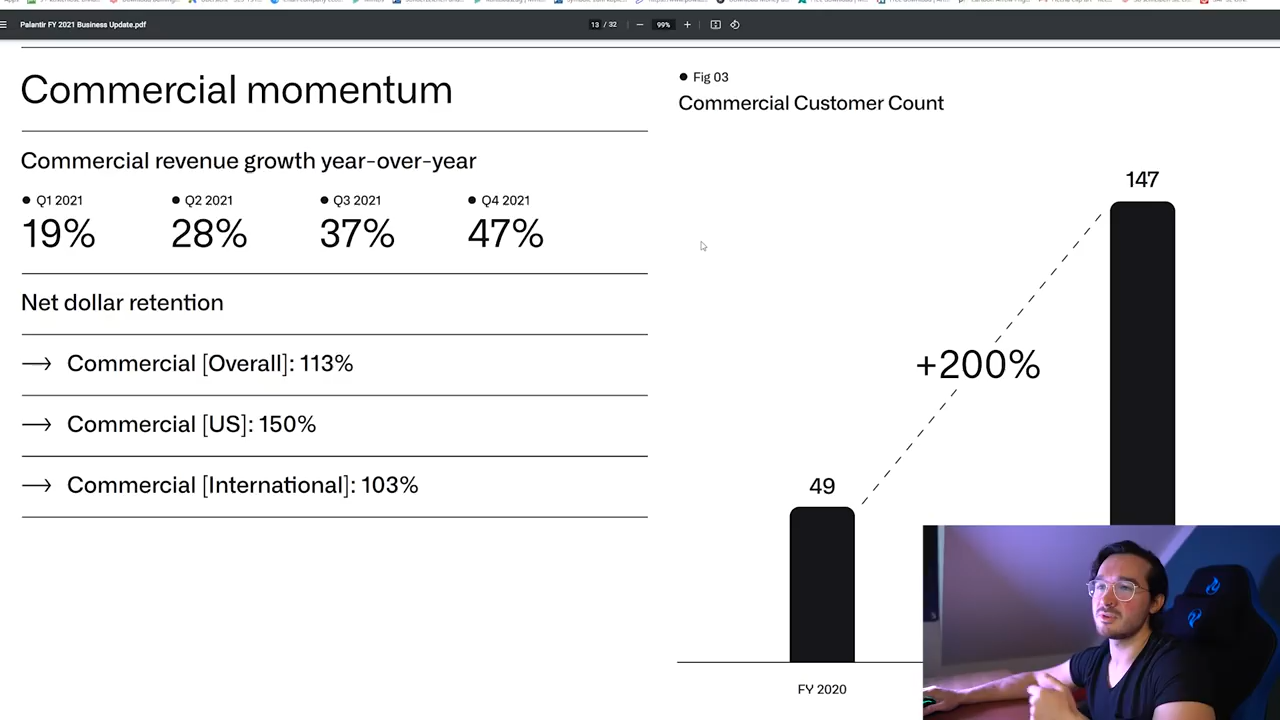 Palantir FY 2021 Business Update.pdf
13 / 32
99%
Commercial momentum
Commercial revenue growth year-over-year
Q1 2021
Q2 2021
Q3 2021
Q4 2021
19%
28%
37%
47%
Net dollar retention
→ Commercial [Overall]: 113%
→ Commercial [US]: 150%
→ Commercial [International]: 103%
Fig 03
Commercial Customer Count
147
+200%
49
FY 2020